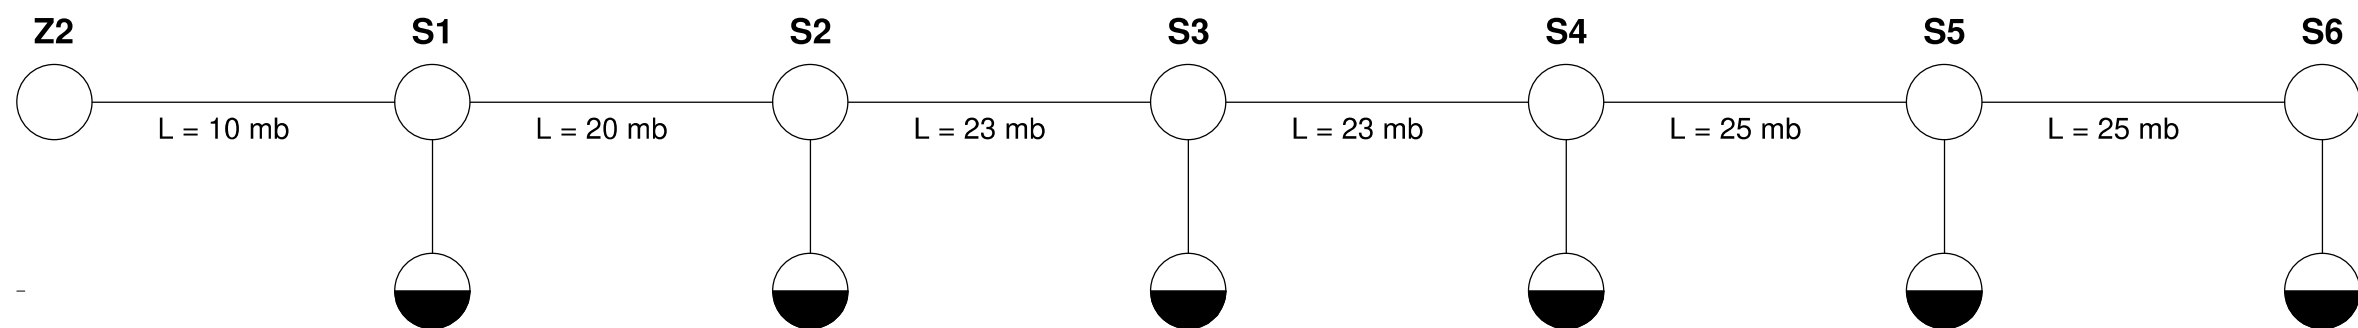 Z2 S1 S2 S3 S4 S5 S6
L = 10 mb L = 20 mb L = 23 mb L = 23 mb L = 25 mb L = 25 mb